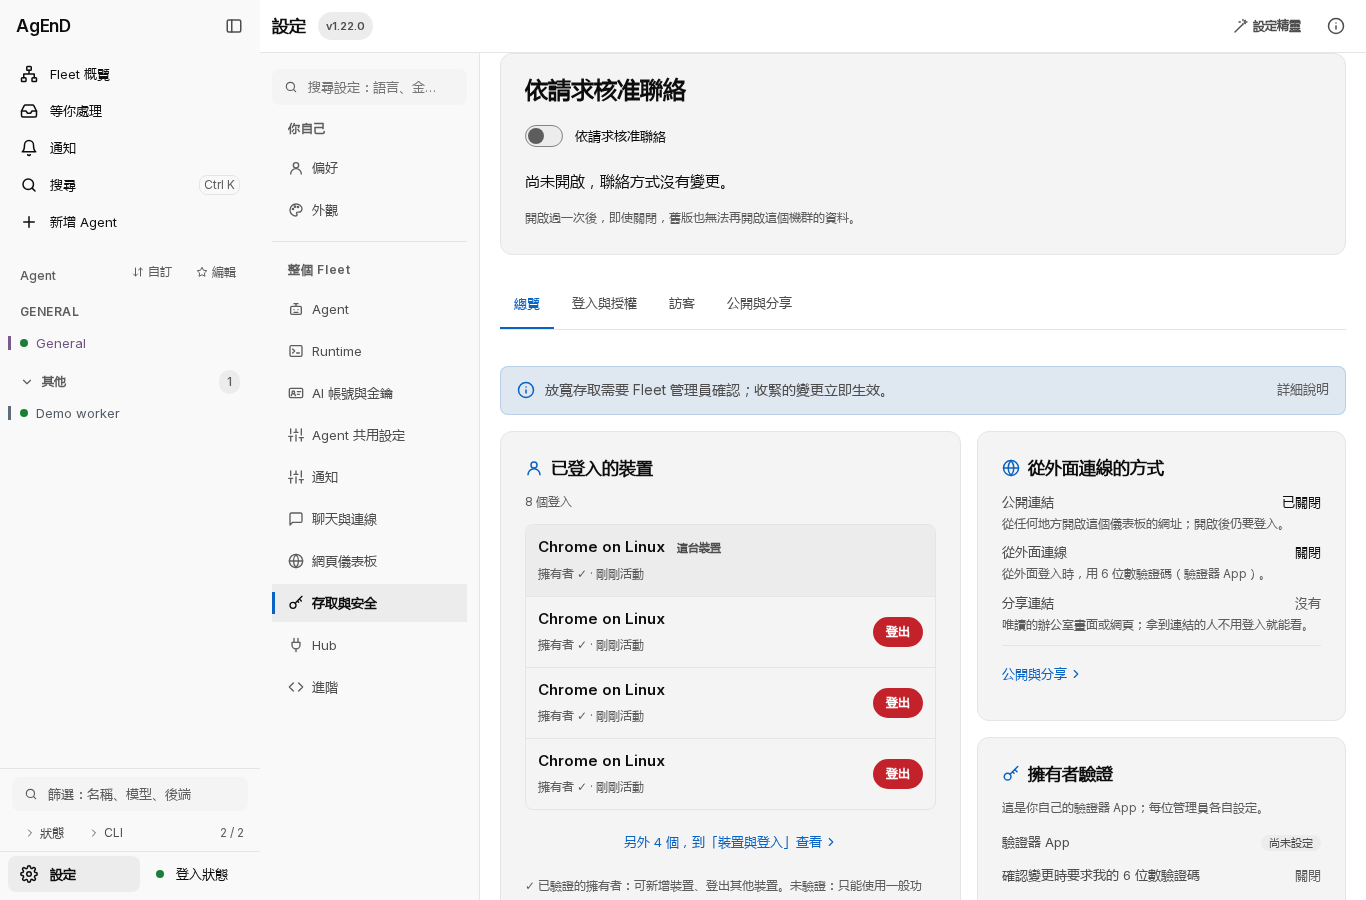 AgEnD
Fleet 概覽
等你處理
通知
搜尋
Ctrl K
新增 Agent
Agent
自訂
編輯
GENERAL
General
其他
1
Demo worker
篩選：名稱、模型、後端
狀態
CLI
2 / 2
設定
登入狀態
設定
v1.22.0
設定精靈
搜尋設定：語言、金…
你自己
偏好
外觀
整個 Fleet
Agent
Runtime
AI 帳號與金鑰
Agent 共用設定
通知
聊天與連線
網頁儀表板
存取與安全
Hub
進階
依請求核准聯絡
依請求核准聯絡
尚未開啟，聯絡方式沒有變更。
開啟過一次後，即使關閉，舊版也無法再開啟這個機群的資料。
總覽
登入與授權
訪客
公開與分享
放寬存取需要 Fleet 管理員確認；收緊的變更立即生效。
詳細說明
已登入的裝置
8 個登入
Chrome on Linux 這台裝置
擁有者 ✓ · 剛剛活動
Chrome on Linux
擁有者 ✓ · 剛剛活動
登出
Chrome on Linux
擁有者 ✓ · 剛剛活動
登出
Chrome on Linux
擁有者 ✓ · 剛剛活動
登出
另外 4 個，到「裝置與登入」查看
✓ 已驗證的擁有者：可新增裝置、登出其他裝置。未驗證：只能使用一般功
從外面連線的方式
公開連結
已關閉
從任何地方開啟這個儀表板的網址；開啟後仍要登入。
從外面連線
關閉
從外面登入時，用 6 位數驗證碼（驗證器 App）。
分享連結
沒有
唯讀的辦公室畫面或網頁；拿到連結的人不用登入就能看。
公開與分享
擁有者驗證
這是你自己的驗證器 App；每位管理員各自設定。
驗證器 App
尚未設定
確認變更時要求我的 6 位數驗證碼
關閉